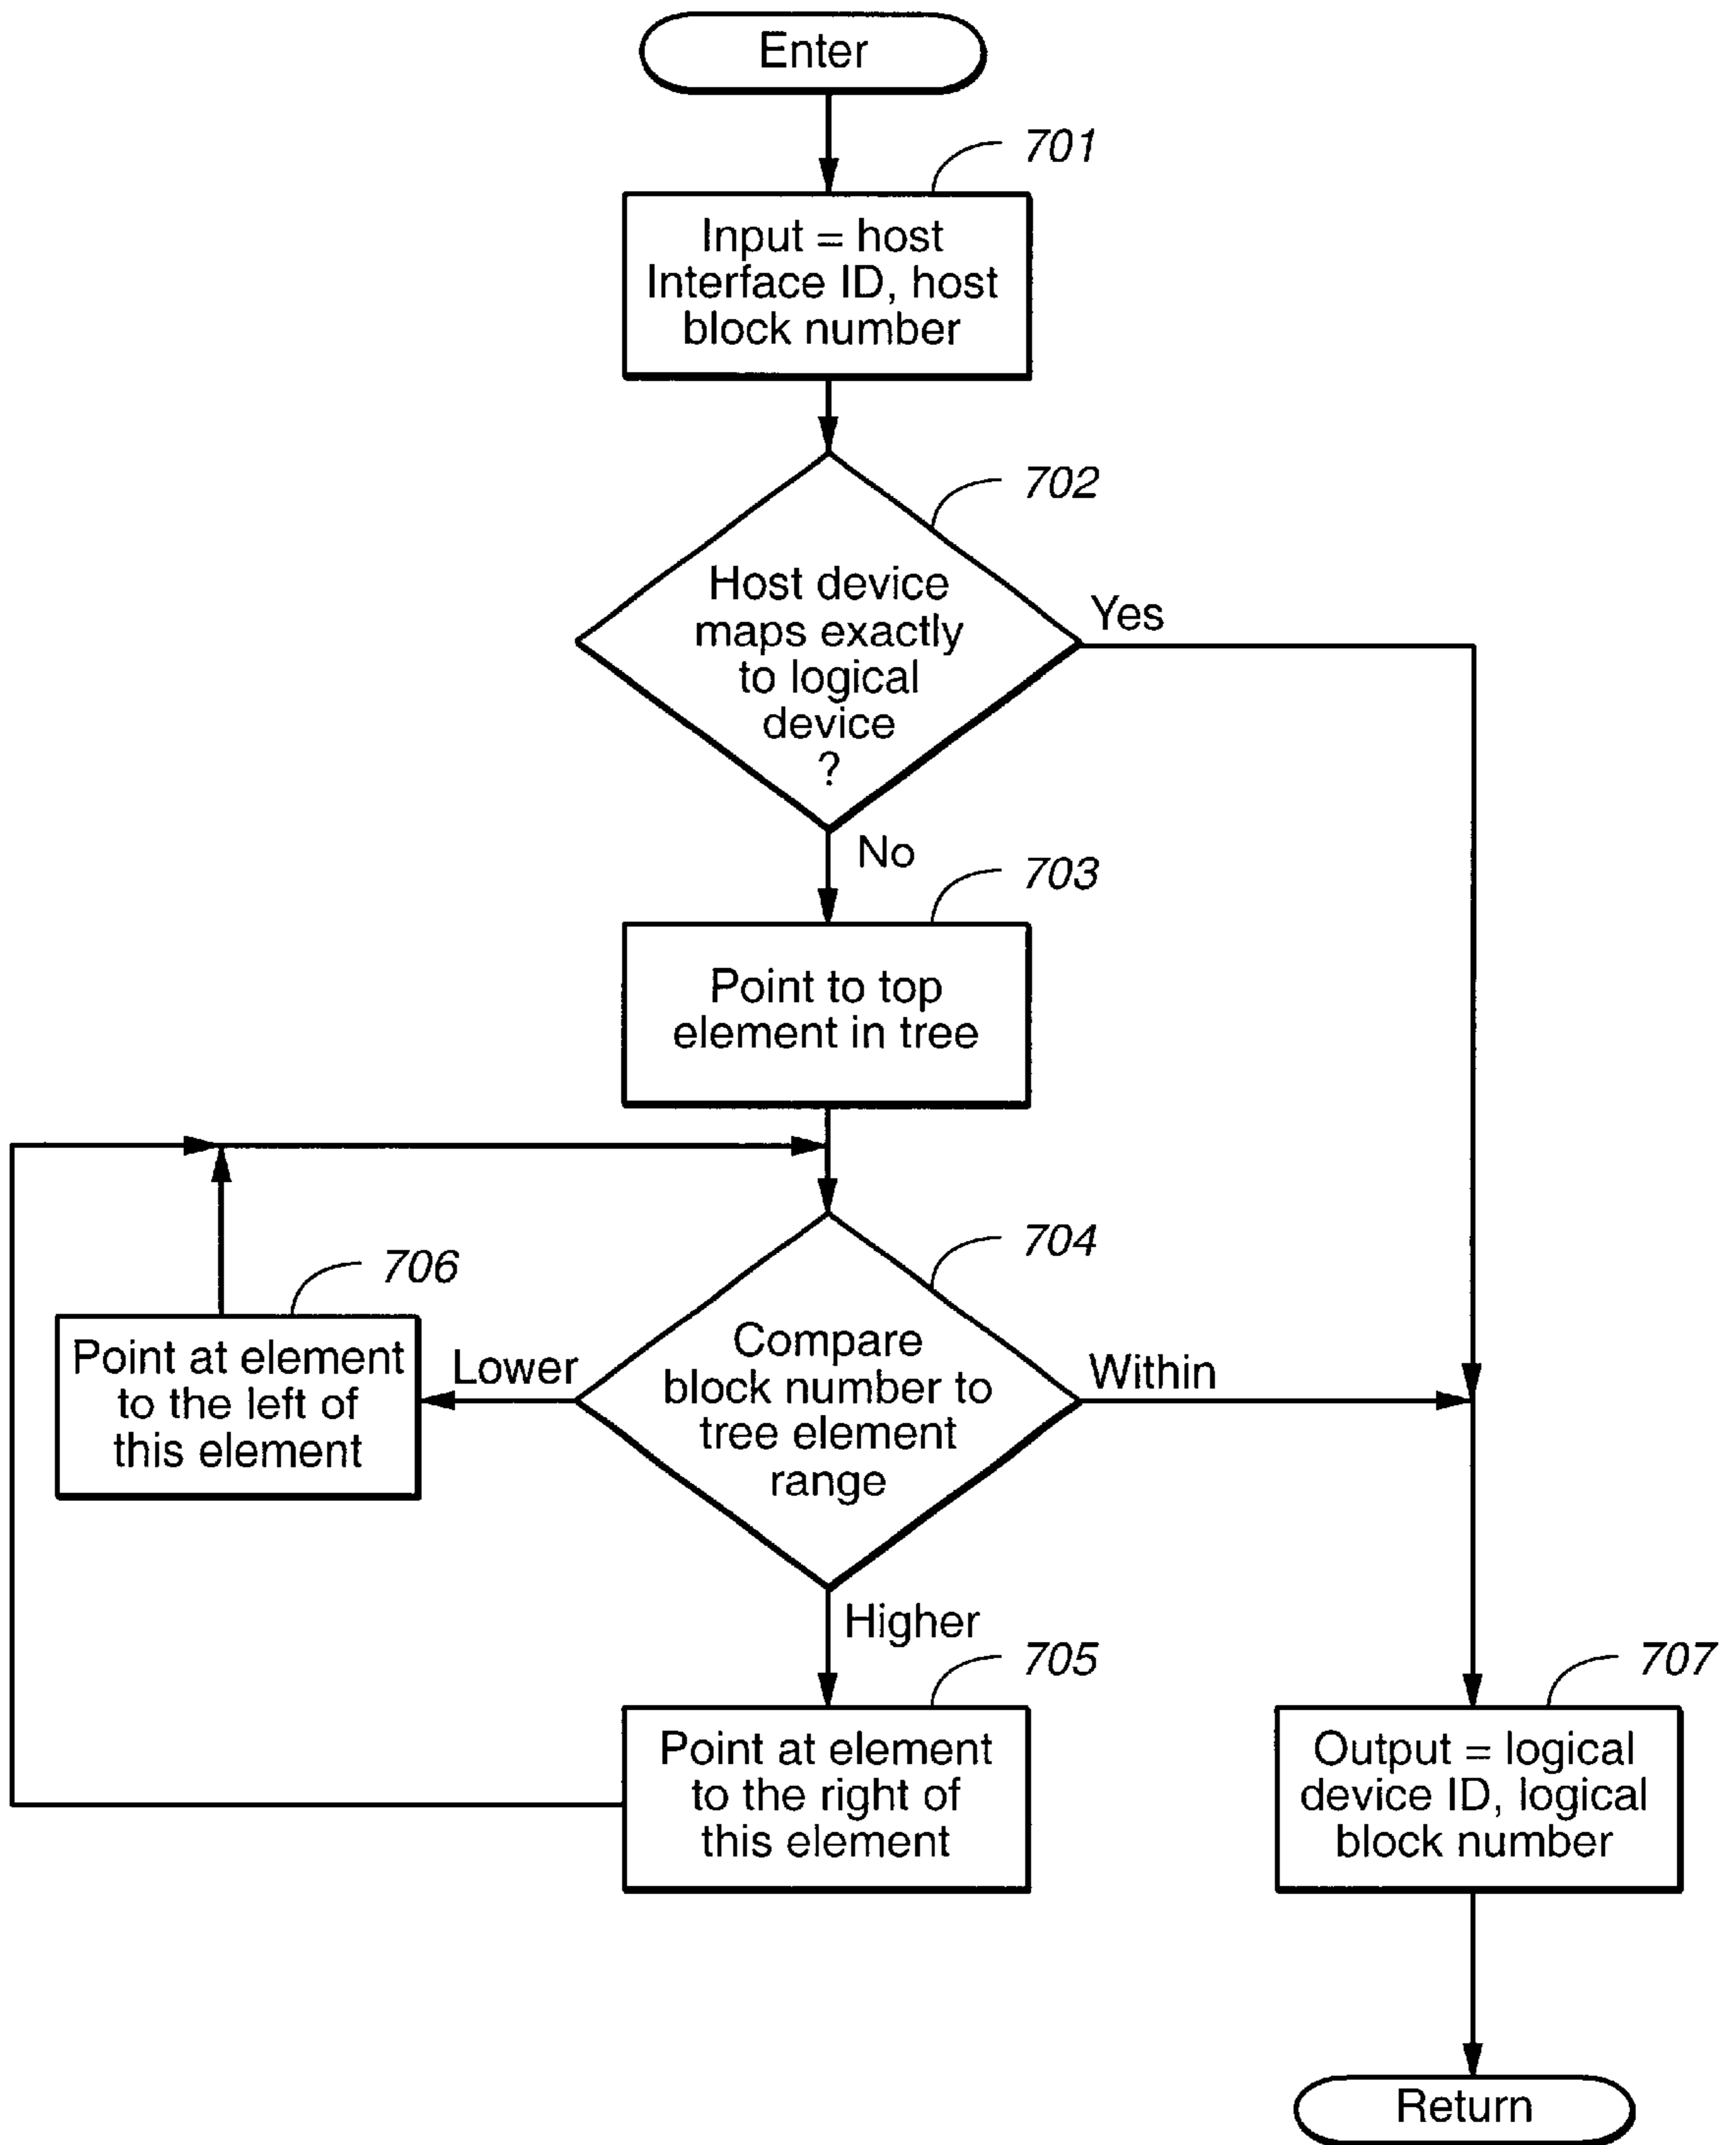 Enter
701
Input = host
Interface ID, host
block number
702
Host device
maps exactly
to logical
device
?
Yes
No
703
Point to top
element in tree
704
Compare
block number to
tree element
range
Lower
Within
706
Point at element
to the left of
this element
Higher
705
Point at element
to the right of
this element
707
Output = logical
device ID, logical
block number
Return